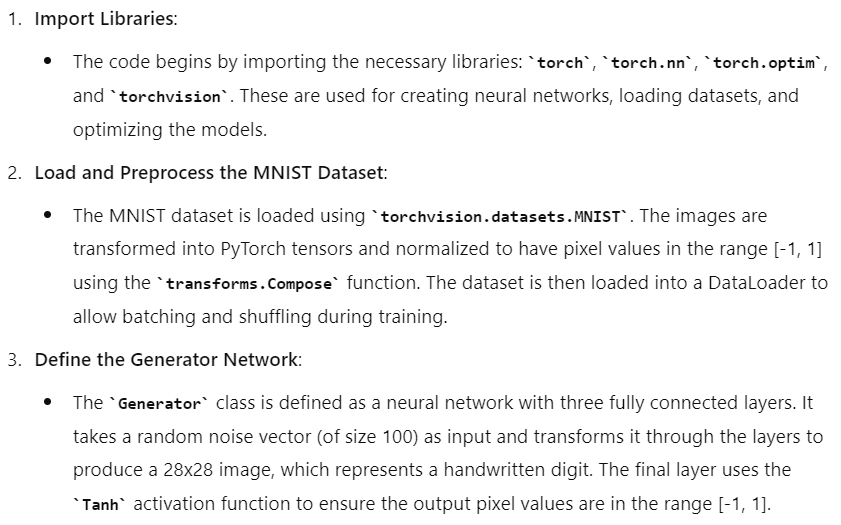 1. Import Libraries:
• The code begins by importing the necessary libraries: `torch`, `torch.nn`, `torch.optim`,
and `torchvision`. These are used for creating neural networks, loading datasets, and
optimizing the models.
2. Load and Preprocess the MNIST Dataset:
• The MNIST dataset is loaded using `torchvision.datasets.MNIST`. The images are
transformed into PyTorch tensors and normalized to have pixel values in the range [-1, 1]
using the `transforms.Compose` function. The dataset is then loaded into a DataLoader to
allow batching and shuffling during training.
3. Define the Generator Network:
• The `Generator` class is defined as a neural network with three fully connected layers. It
takes a random noise vector (of size 100) as input and transforms it through the layers to
produce a 28x28 image, which represents a handwritten digit. The final layer uses the
`Tanh` activation function to ensure the output pixel values are in the range [-1, 1].